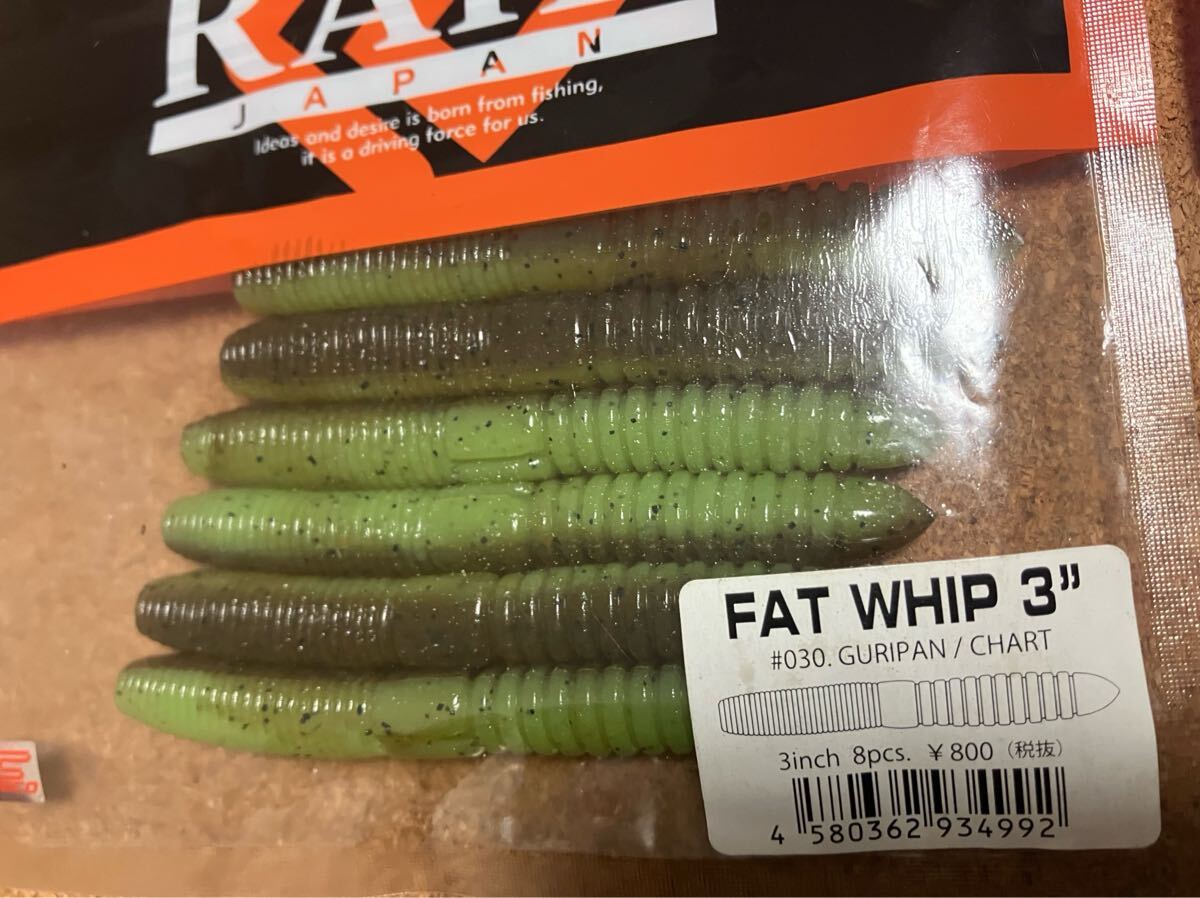 JAPAN
Ideas and desire is born from fishing,
it is a driving force for us.
FAT WHIP 3”
#030. GURIPAN / CHART
3inch 8pcs. ¥800（税抜）
4 580362 934992